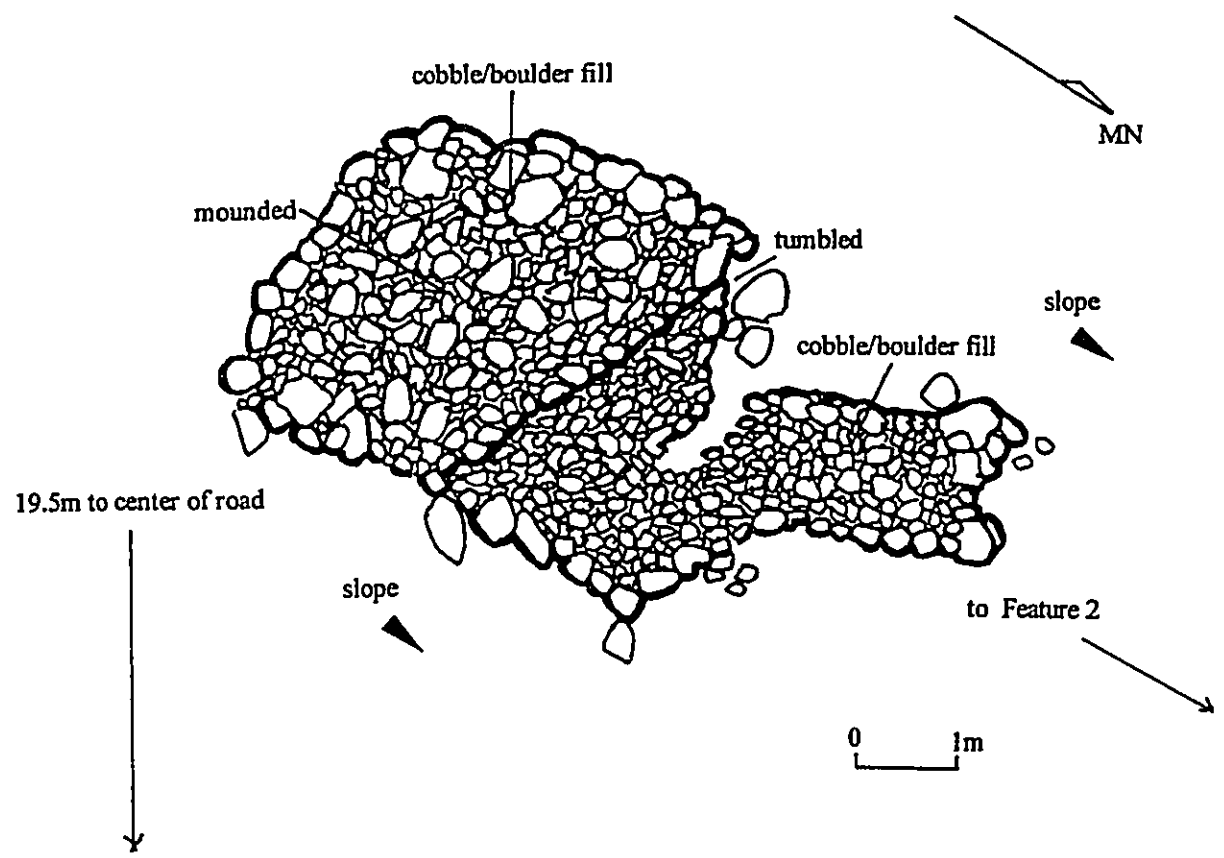 cobble/boulder fill
MN
mounded
tumbled
slope
cobble/boulder fill
19.5m to center of road
slope
to Feature 2
0 1m